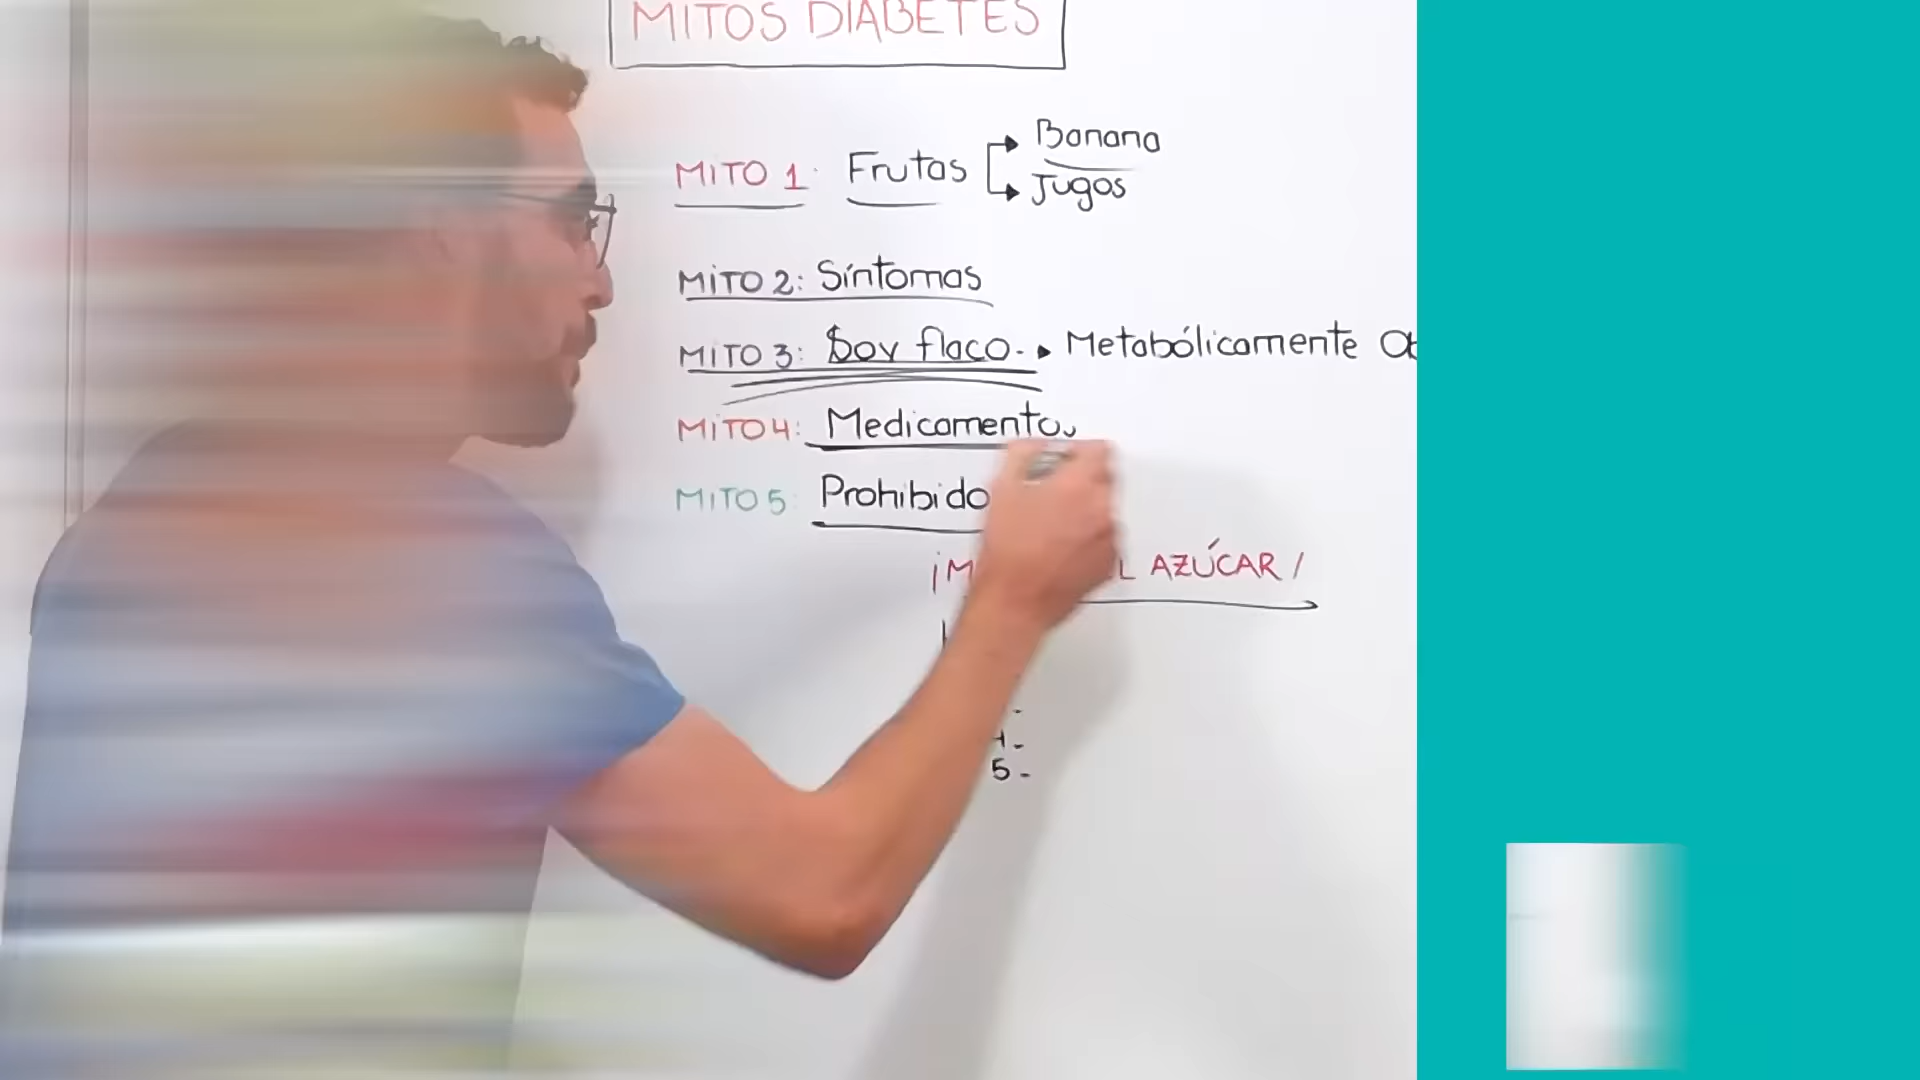 MITOS DIABETES
MITO 1: Frutas
Banana
Jugos
MITO 2: Síntomas
MITO 3: Soy flaco. Metabólicamente
MITO 4: Medicamentos
MITO 5: Prohibido
AZÚCAR!
5-